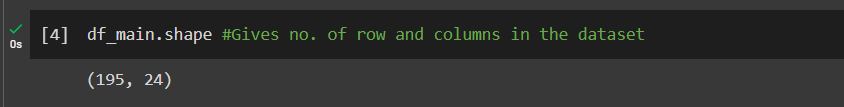 [4] df_main.shape #Gives no. of row and columns in the dataset
0s
(195, 24)